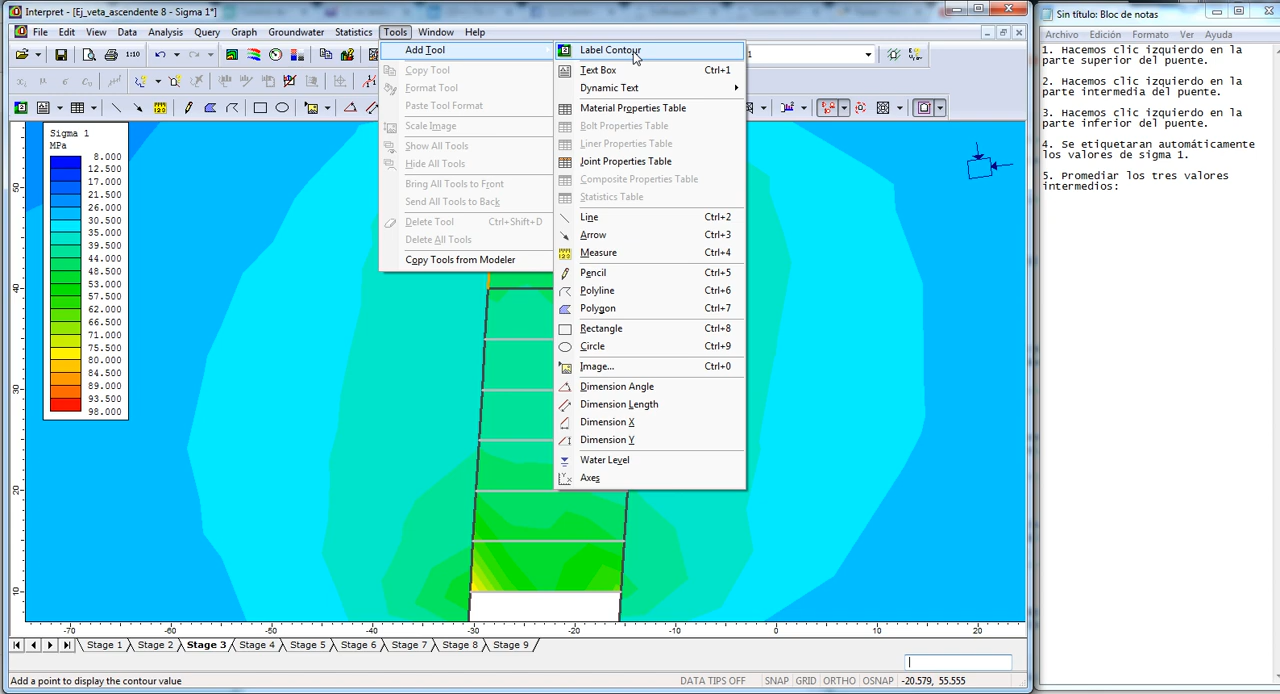 Interpret - [Ej_veta_ascendente 8 - Sigma 1*]
File Edit View Data Analysis Query Graph Groundwater Statistics Tools Window Help
1:10
Add Tool
Copy Tool
Format Tool
Paste Tool Format
Scale Image
Show All Tools
Hide All Tools
Bring All Tools to Front
Send All Tools to Back
Delete Tool Ctrl+Shift+D
Delete All Tools
Copy Tools from Modeler
Label Contour
Text Box Ctrl+1
Dynamic Text
Material Properties Table
Bolt Properties Table
Liner Properties Table
Joint Properties Table
Composite Properties Table
Statistics Table
Line Ctrl+2
Arrow Ctrl+3
Measure Ctrl+4
Pencil Ctrl+5
Polyline Ctrl+6
Polygon Ctrl+7
Rectangle Ctrl+8
Circle Ctrl+9
Image... Ctrl+0
Dimension Angle
Dimension Length
Dimension X
Dimension Y
Water Level
Axes
Sigma 1
MPa
8.000
12.500
17.000
21.500
26.000
30.500
35.000
39.500
44.000
48.500
53.000
57.500
62.000
66.500
71.000
75.500
80.000
84.500
89.000
93.500
98.000
50
40
30
20
10
-70 -60 -50 -40 -30 -20 -10 0 10 20
Stage 1 Stage 2 Stage 3 Stage 4 Stage 5 Stage 6 Stage 7 Stage 8 Stage 9
Add a point to display the contour value
DATA TIPS OFF SNAP GRID ORTHO OSNAP -20.579, 55.555
Sin título: Bloc de notas
Archivo Edición Formato Ver Ayuda
1. Hacemos clic izquierdo en la
parte superior del puente.
2. Hacemos clic izquierdo en la
parte intermedia del puente.
3. Hacemos clic izquierdo en la
parte inferior del puente.
4. Se etiquetaran automáticamente
los valores de sigma 1.
5. Promediar los tres valores
intermedios: